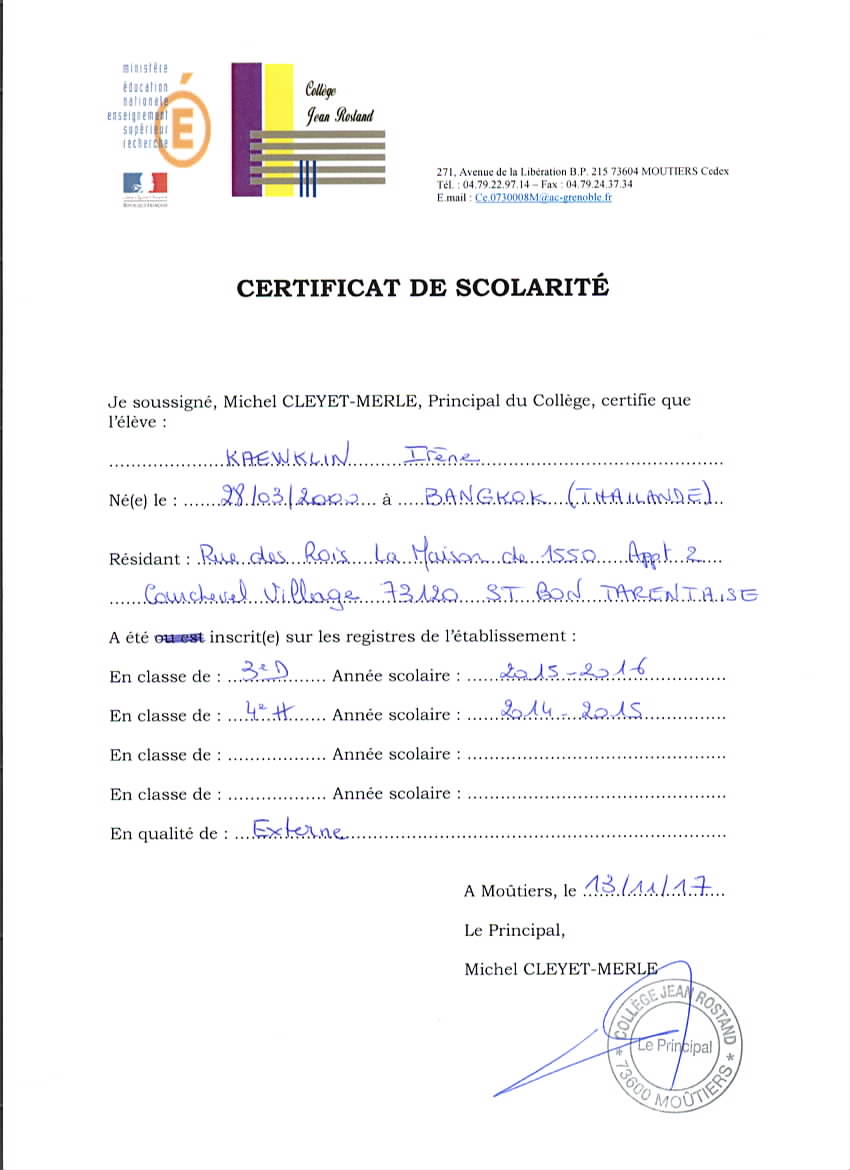 ministère
éducation
nationale
enseignement
supérieur
recherche
RÉPUBLIQUE FRANÇAISE
Collège
Jean Rostand
271, Avenue de la Libération B.P. 215 73604 MOUTIERS Cedex
Tél. : 04.79.22.97.14 – Fax : 04.79.24.37.34
E.mail : Ce.0730008M@ac-grenoble.fr
CERTIFICAT DE SCOLARITÉ
Je soussigné, Michel CLEYET-MERLE, Principal du Collège, certifie que
l'élève :
KAEWKLIN Irène
Né(e) le : 28/03/2000 à BANGKOK (THAILANDE)
Résidant : Rue des Rois La Maison de 1550 Appt 2
Courchevel Village 73120 ST BON TARENTAISE
A été ou est inscrit(e) sur les registres de l'établissement :
En classe de : 3e D Année scolaire : 2015-2016
En classe de : 4e H Année scolaire : 2014-2015
En classe de : .................. Année scolaire : ...............................................
En classe de : .................. Année scolaire : ...............................................
En qualité de : Externe
A Moûtiers, le 13/11/17
Le Principal,
Michel CLEYET-MERLE
* COLLÈGE JEAN ROSTAND *
Le Principal
73600 MOÛTIERS